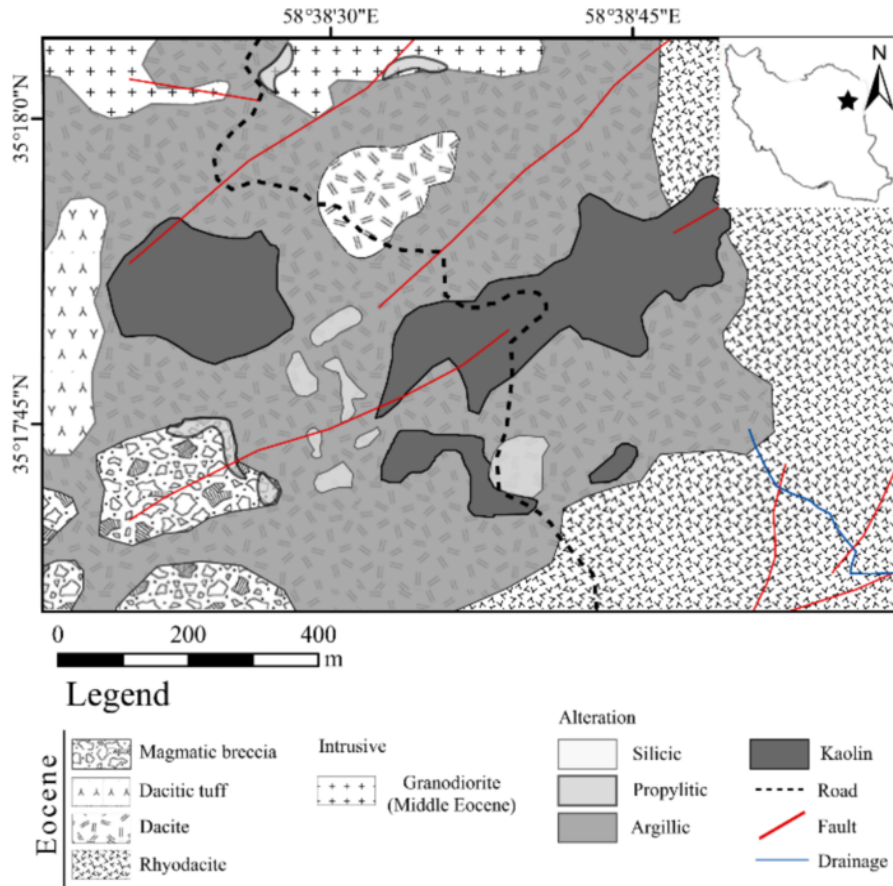 58°38'30"E 58°38'45"E
N
35°18'0"N
35°17'45"N
0 200 400 m
Legend
Eocene
Magmatic breccia
Dacitic tuff
Dacite
Rhyodacite
Intrusive
Granodiorite
(Middle Eocene)
Alteration
Silicic
Propylitic
Argillic
Kaolin
Road
Fault
Drainage